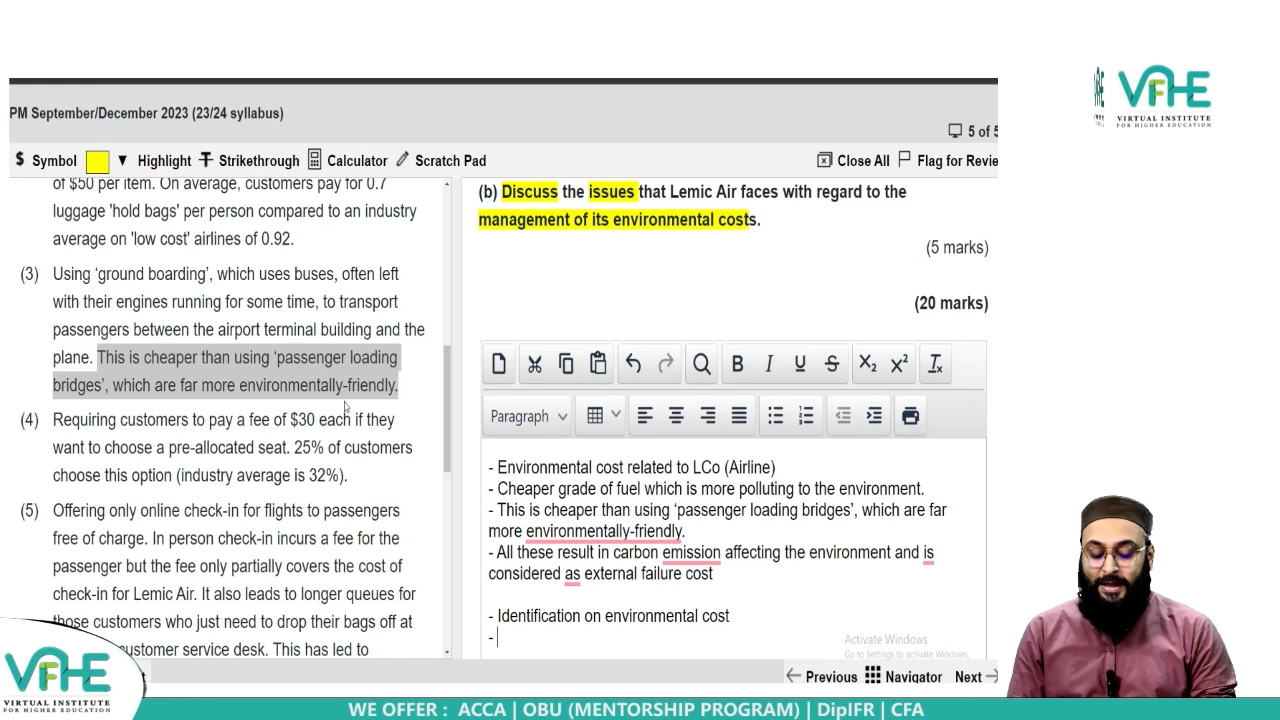 VFHE
VIRTUAL INSTITUTE
FOR HIGHER EDUCATION
PM September/December 2023 (23/24 syllabus)
5 of 5
$ Symbol
Highlight
Strikethrough
Calculator
Scratch Pad
Close All
Flag for Revie
of $50 per item. On average, customers pay for 0.7
luggage 'hold bags' per person compared to an industry
average on 'low cost' airlines of 0.92.
(3) Using ‘ground boarding’, which uses buses, often left
with their engines running for some time, to transport
passengers between the airport terminal building and the
plane. This is cheaper than using ‘passenger loading
bridges’, which are far more environmentally-friendly.
(4) Requiring customers to pay a fee of $30 each if they
want to choose a pre-allocated seat. 25% of customers
choose this option (industry average is 32%).
(5) Offering only online check-in for flights to passengers
free of charge. In person check-in incurs a fee for the
passenger but the fee only partially covers the cost of
check-in for Lemic Air. It also leads to longer queues for
those customers who just need to drop their bags off at
customer service desk. This has led to
(b) Discuss the issues that Lemic Air faces with regard to the
management of its environmental costs.
(5 marks)
(20 marks)
B I U S X₂ X² Ix
Paragraph
- Environmental cost related to LCo (Airline)
- Cheaper grade of fuel which is more polluting to the environment.
- This is cheaper than using ‘passenger loading bridges’, which are far
more environmentally-friendly.
- All these result in carbon emission affecting the environment and is
considered as external failure cost
- Identification on environmental cost
-
Activate Windows
Go to Settings to activate Windows.
Previous
Navigator
Next
VFHE
VIRTUAL INSTITUTE
FOR HIGHER EDUCATION
WE OFFER : ACCA | OBU (MENTORSHIP PROGRAM) | DipIFR | CFA